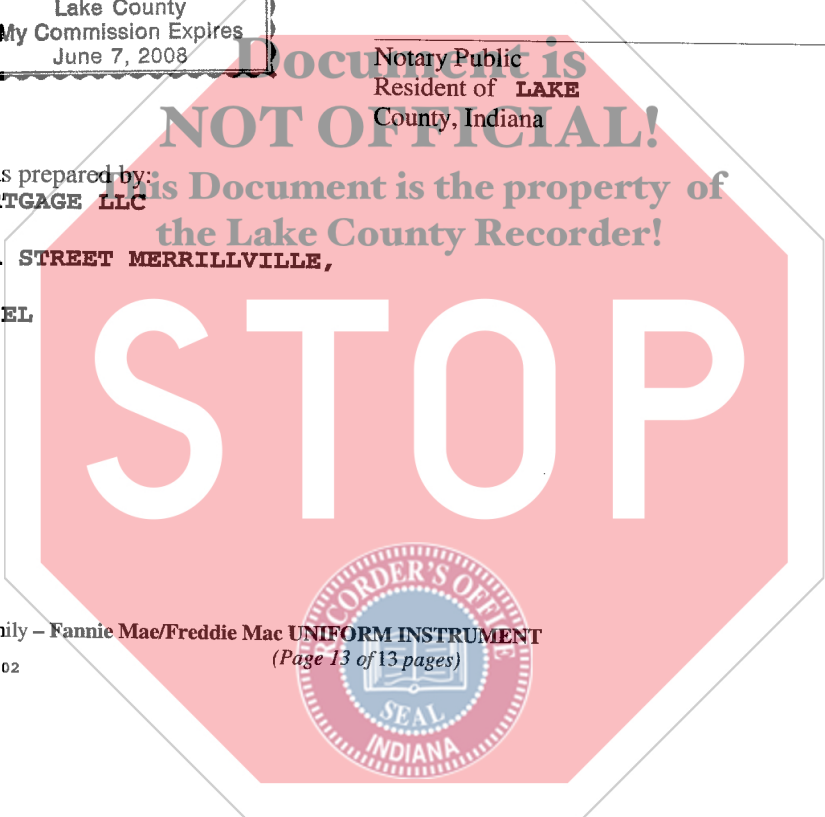 Lake County
My Commission Expires
June 7, 2008
Document is
Notary Public
Resident of LAKE
NOT OFFICIAL!
County, Indiana
s prepared by:
This Document is the property of
TGAGE LLC
the Lake County Recorder!
. STREET MERRILLVILLE,
EL
STOP
nily – Fannie Mae/Freddie Mac UNIFORM INSTRUMENT
(Page 13 of 13 pages)
02
RECORDER'S OFFICE
SEAL
INDIANA